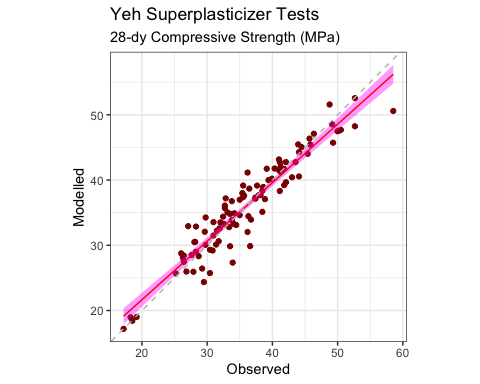 Yeh Superplasticizer Tests
28-dy Compressive Strength (MPa)
50
40
30
20
Modelled
20 30 40 50 60
Observed